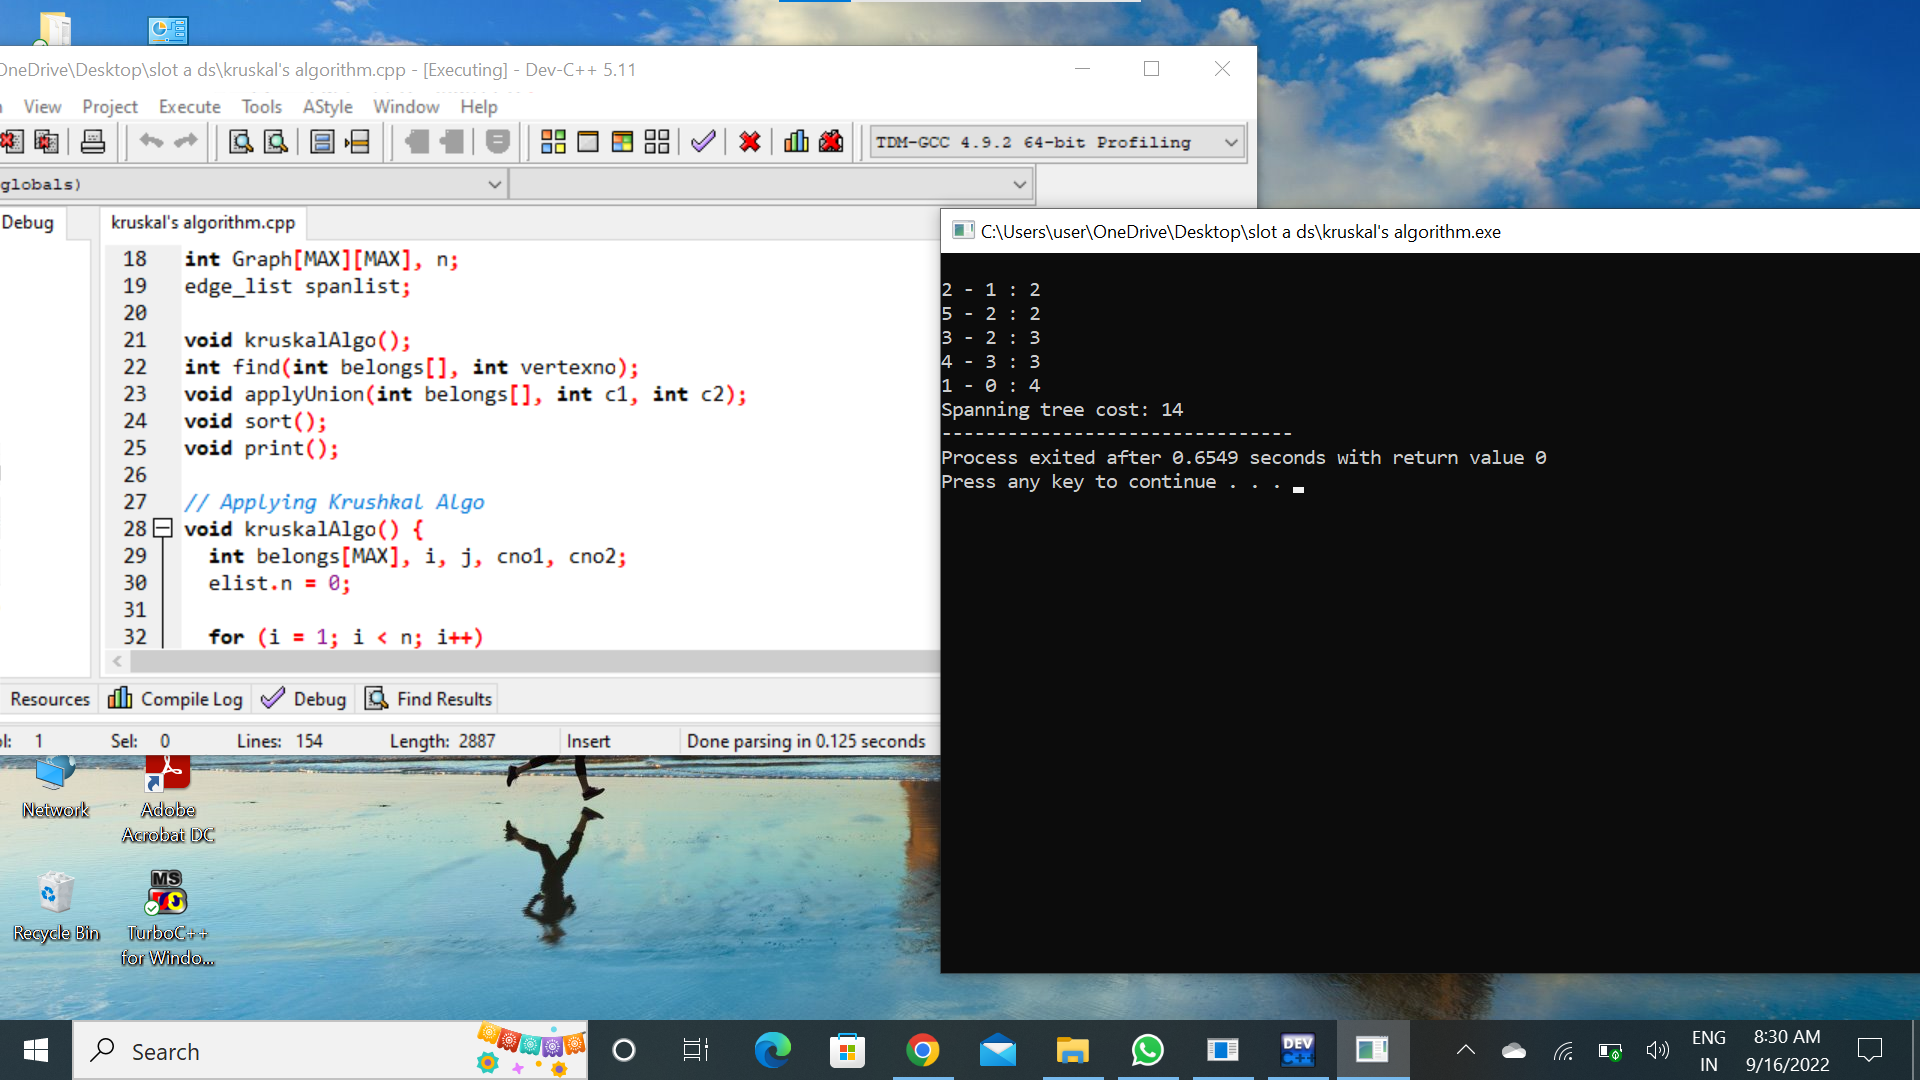 OneDrive\Desktop\slot a ds\kruskal's algorithm.cpp - [Executing] - Dev-C++ 5.11
View Project Execute Tools AStyle Window Help
TDM-GCC 4.9.2 64-bit Profiling
globals)
Debug
kruskal's algorithm.cpp
18 int Graph[MAX][MAX], n;
19 edge_list spanlist;
20
21 void kruskalAlgo();
22 int find(int belongs[], int vertexno);
23 void applyUnion(int belongs[], int c1, int c2);
24 void sort();
25 void print();
26
27 // Applying Krushkal Algo
28 void kruskalAlgo() {
29 int belongs[MAX], i, j, cno1, cno2;
30 elist.n = 0;
31
32 for (i = 1; i < n; i++)
Resources Compile Log Debug Find Results
ol: 1 Sel: 0 Lines: 154 Length: 2887 Insert Done parsing in 0.125 seconds
C:\Users\user\OneDrive\Desktop\slot a ds\kruskal's algorithm.exe
2 - 1 : 2
5 - 2 : 2
3 - 2 : 3
4 - 3 : 3
1 - 0 : 4
Spanning tree cost: 14
--------------------------------
Process exited after 0.6549 seconds with return value 0
Press any key to continue . . .
Network
Adobe
Acrobat DC
Recycle Bin
MS
TurboC++
for Windo...
Search
DEV
C++
ENG
IN
8:30 AM
9/16/2022